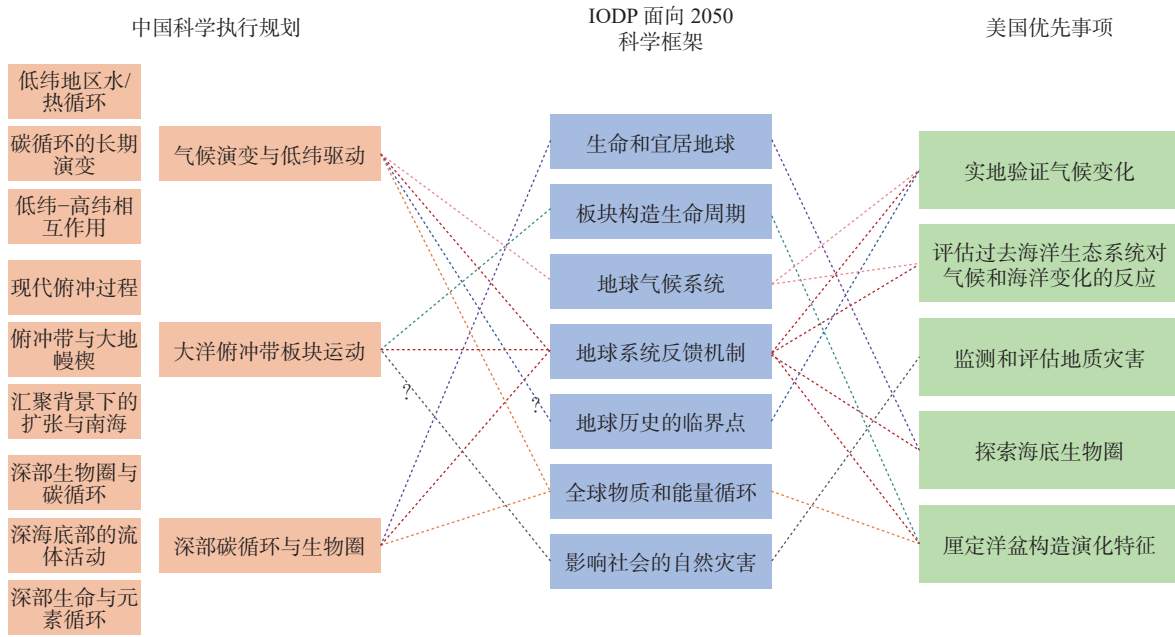 中国科学执行规划
IODP 面向 2050
科学框架
美国优先事项
低纬地区水/
热循环
碳循环的长期
演变
低纬−高纬相
互作用
现代俯冲过程
俯冲带与大地
幔楔
汇聚背景下的
扩张与南海
深部生物圈与
碳循环
深海底部的流
体活动
深部生命与元
素循环
气候演变与低纬驱动
大洋俯冲带板块运动
深部碳循环与生物圈
?
?
生命和宜居地球
板块构造生命周期
地球气候系统
地球系统反馈机制
地球历史的临界点
全球物质和能量循环
影响社会的自然灾害
实地验证气候变化
评估过去海洋生态系统对
气候和海洋变化的反应
监测和评估地质灾害
探索海底生物圈
厘定洋盆构造演化特征